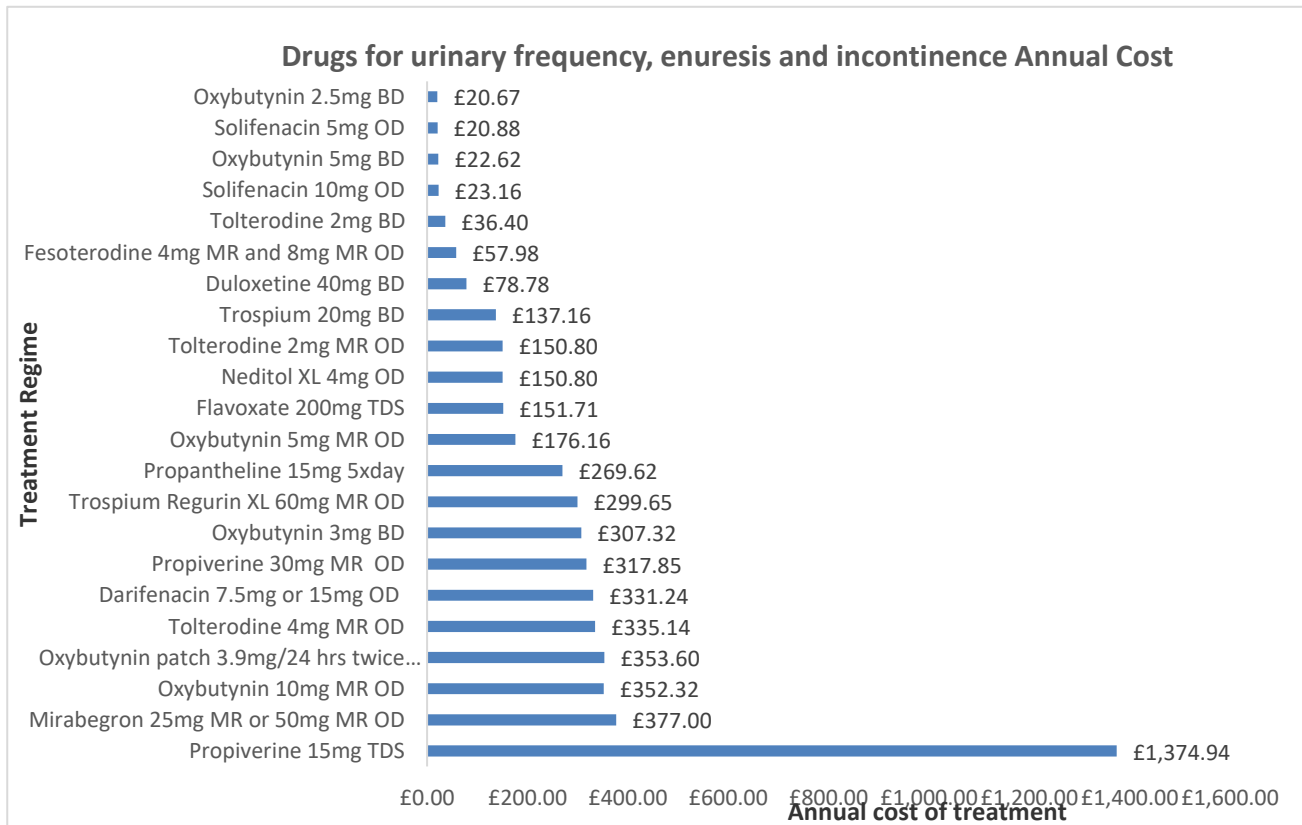 Drugs for urinary frequency, enuresis and incontinence Annual Cost
Treatment Regime
Oxybutynin 2.5mg BD £20.67
Solifenacin 5mg OD £20.88
Oxybutynin 5mg BD £22.62
Solifenacin 10mg OD £23.16
Tolterodine 2mg BD £36.40
Fesoterodine 4mg MR and 8mg MR OD £57.98
Duloxetine 40mg BD £78.78
Trospium 20mg BD £137.16
Tolterodine 2mg MR OD £150.80
Neditol XL 4mg OD £150.80
Flavoxate 200mg TDS £151.71
Oxybutynin 5mg MR OD £176.16
Propantheline 15mg 5xday £269.62
Trospium Regurin XL 60mg MR OD £299.65
Oxybutynin 3mg BD £307.32
Propiverine 30mg MR OD £317.85
Darifenacin 7.5mg or 15mg OD £331.24
Tolterodine 4mg MR OD £335.14
Oxybutynin patch 3.9mg/24 hrs twice… £353.60
Oxybutynin 10mg MR OD £352.32
Mirabegron 25mg MR or 50mg MR OD £377.00
Propiverine 15mg TDS £1,374.94
£0.00 £200.00 £400.00 £600.00 £800.00 £1,000.00 £1,200.00 £1,400.00 £1,600.00
Annual cost of treatment